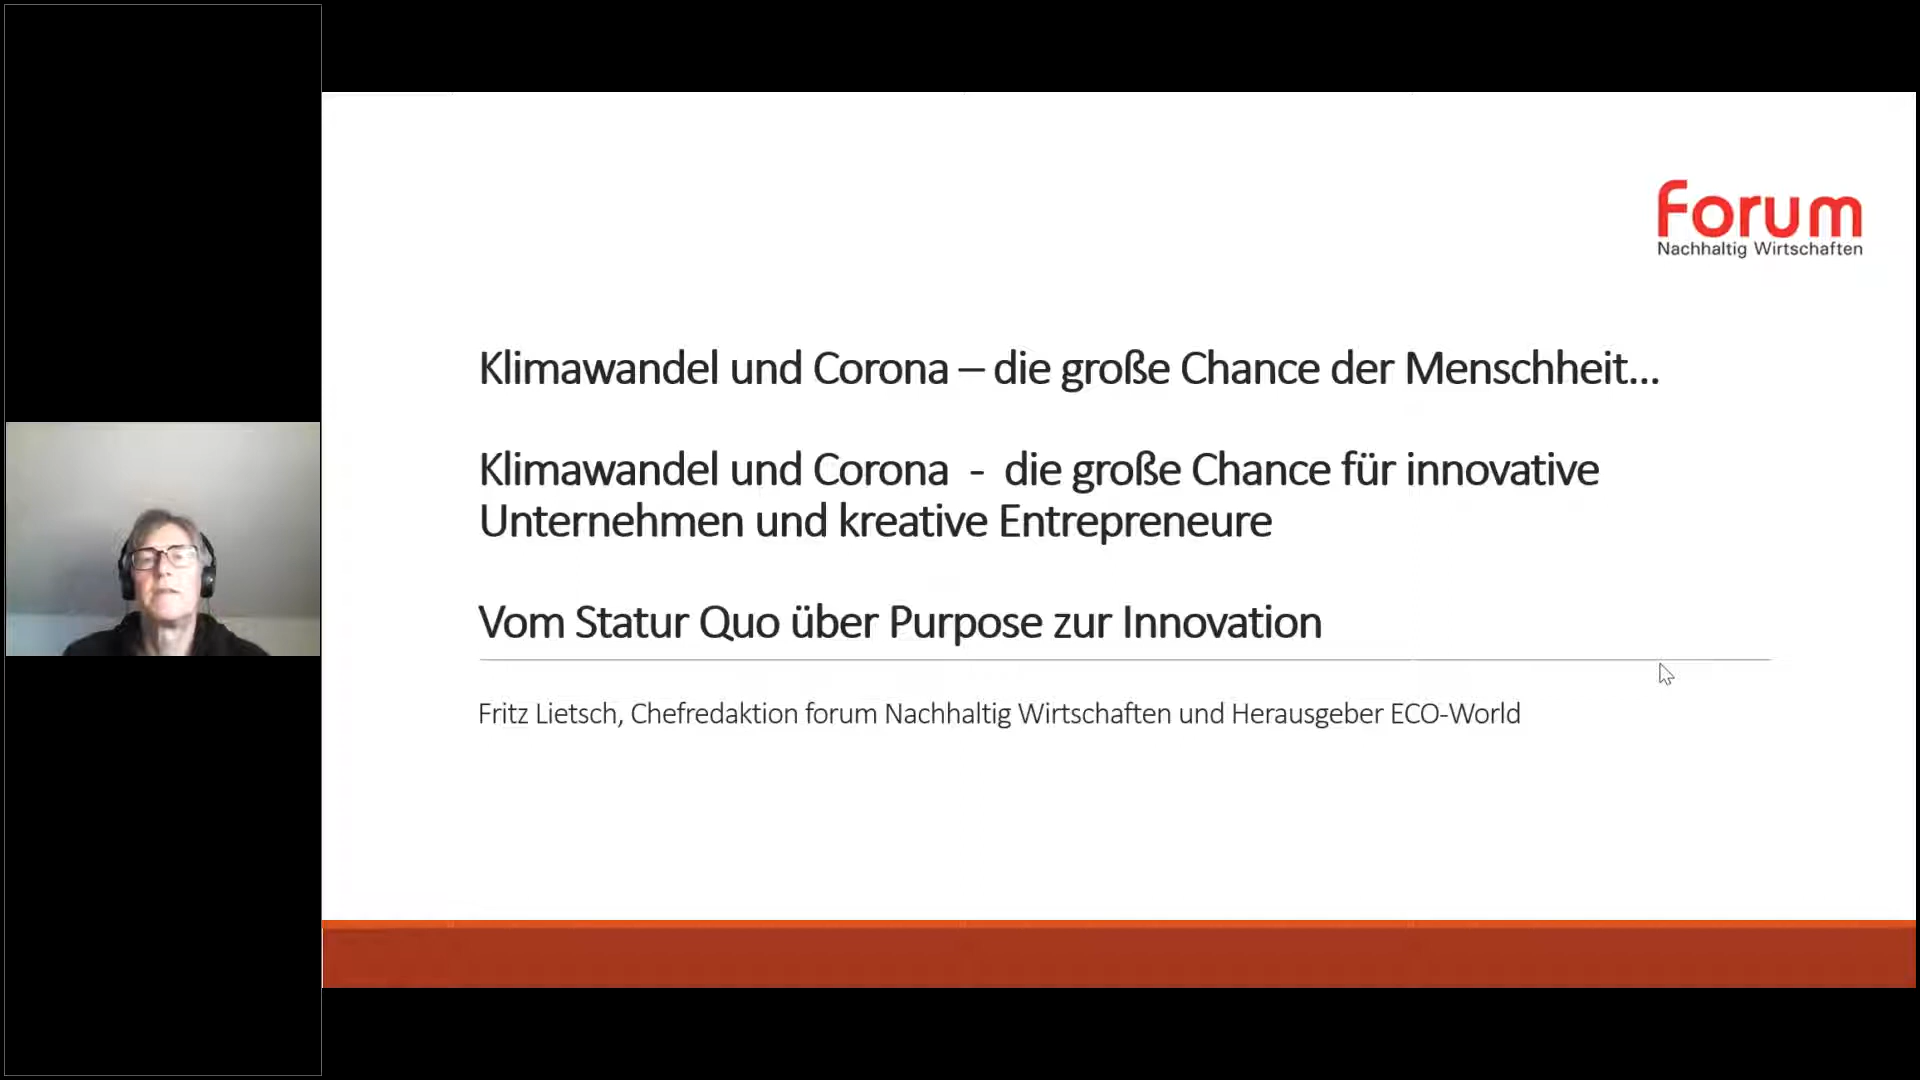 Forum
Nachhaltig Wirtschaften
Klimawandel und Corona – die große Chance der Menschheit...
Klimawandel und Corona - die große Chance für innovative
Unternehmen und kreative Entrepreneure
Vom Statur Quo über Purpose zur Innovation
Fritz Lietsch, Chefredaktion forum Nachhaltig Wirtschaften und Herausgeber ECO-World